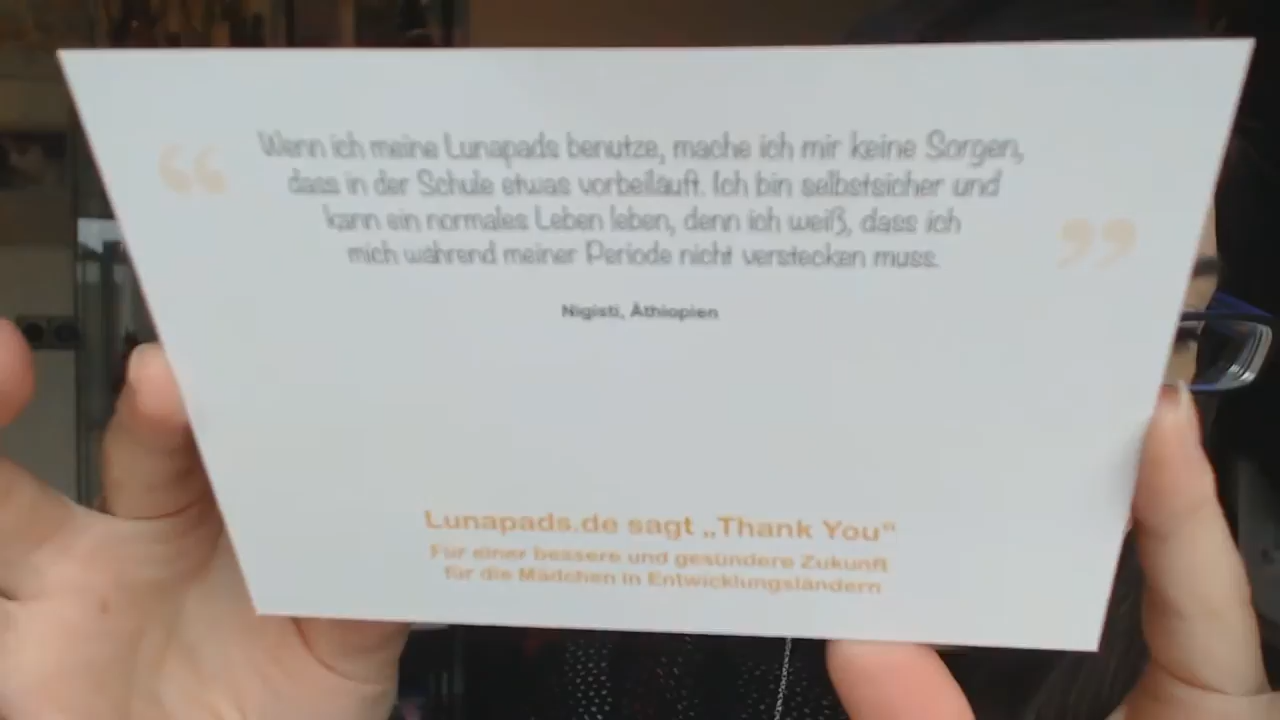 “
Wenn ich meine Lunapads benutze, mache ich mir keine Sorgen,
dass in der Schule etwas vorbeiläuft. Ich bin selbstsicher und
kann ein normales Leben leben, denn ich weiß, dass ich
mich während meiner Periode nicht verstecken muss.
”
Nigisti, Äthiopien
Lunapads.de sagt „Thank You“
Für einer bessere und gesündere Zukunft
für die Mädchen in Entwicklungsländern